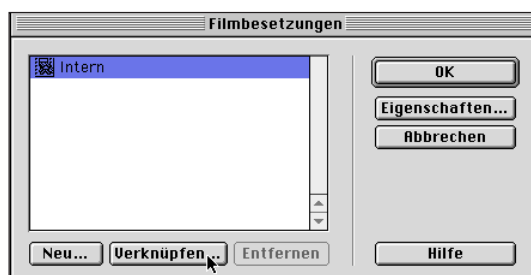 Filmbesetzungen
Intern
OK
Eigenschaften...
Abbrechen
Neu... Verknüpfen... Entfernen Hilfe